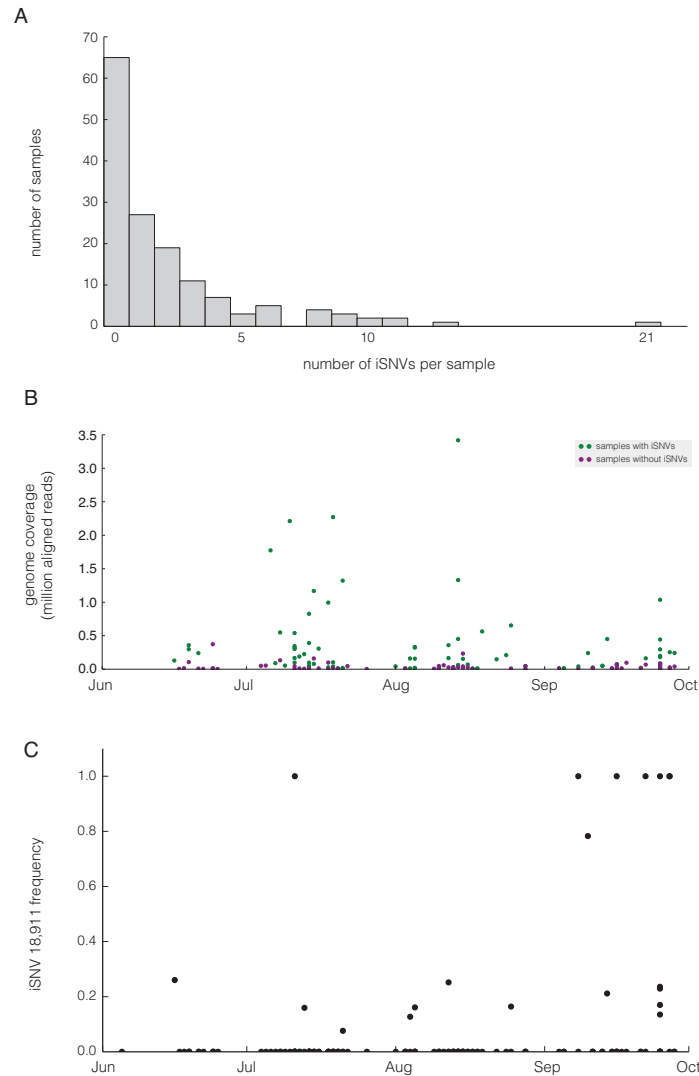 A
70
60
50
40
30
20
10
0
number of samples
0 5 10 21
number of iSNVs per sample
B
3.5
3.0
2.5
2.0
1.5
1.0
0.5
0.0
genome coverage
(million aligned reads)
samples with iSNVs
samples without iSNVs
Jun Jul Aug Sep Oct
C
1.0
0.8
0.6
0.4
0.2
0.0
iSNV 18,911 frequency
Jun Jul Aug Sep Oct